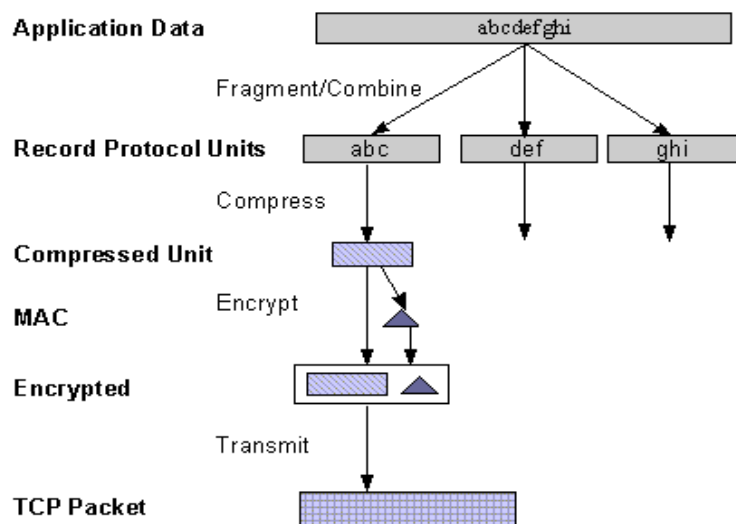 Application Data
abcdefghi
Fragment/Combine
Record Protocol Units
abc
def
ghi
Compress
Compressed Unit
Encrypt
MAC
Encrypted
Transmit
TCP Packet